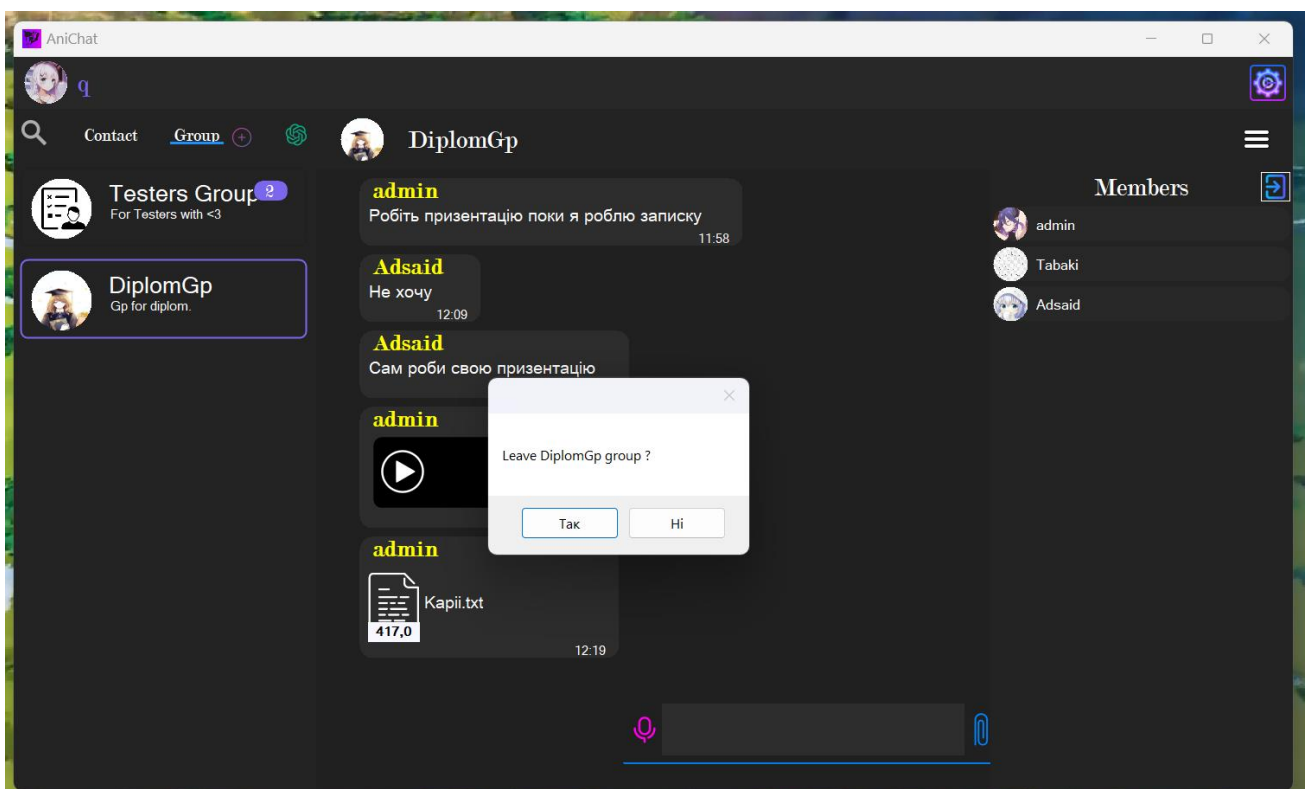 AniChat
q
Contact Group
DiplomGp
Testers Group 2
For Testers with <3
DiplomGp
Gp for diplom.
admin
Робіть призентацію поки я роблю записку
11:58
Adsaid
Не хочу
12:09
Adsaid
Сам роби свою призентацію
admin
admin
Kapii.txt
417,0
12:19
Leave DiplomGp group ?
Так Ні
Members
admin
Tabaki
Adsaid